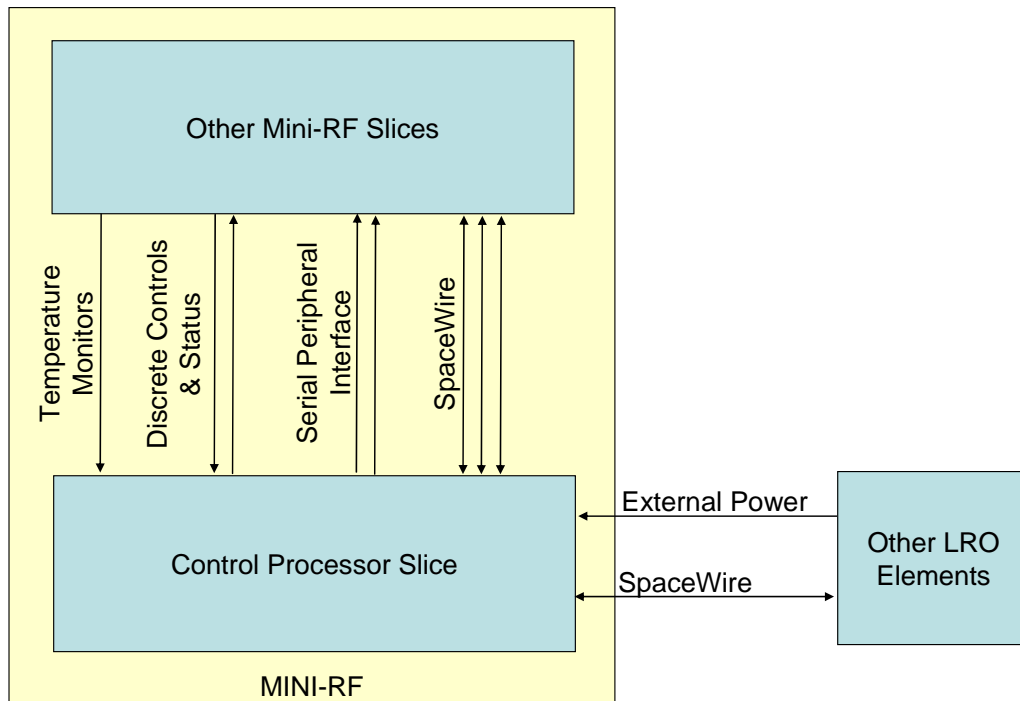 Other Mini-RF Slices
Temperature
Monitors
Discrete Controls
& Status
Serial Peripheral
Interface
SpaceWire
Control Processor Slice
External Power
SpaceWire
Other LRO
Elements
MINI-RF